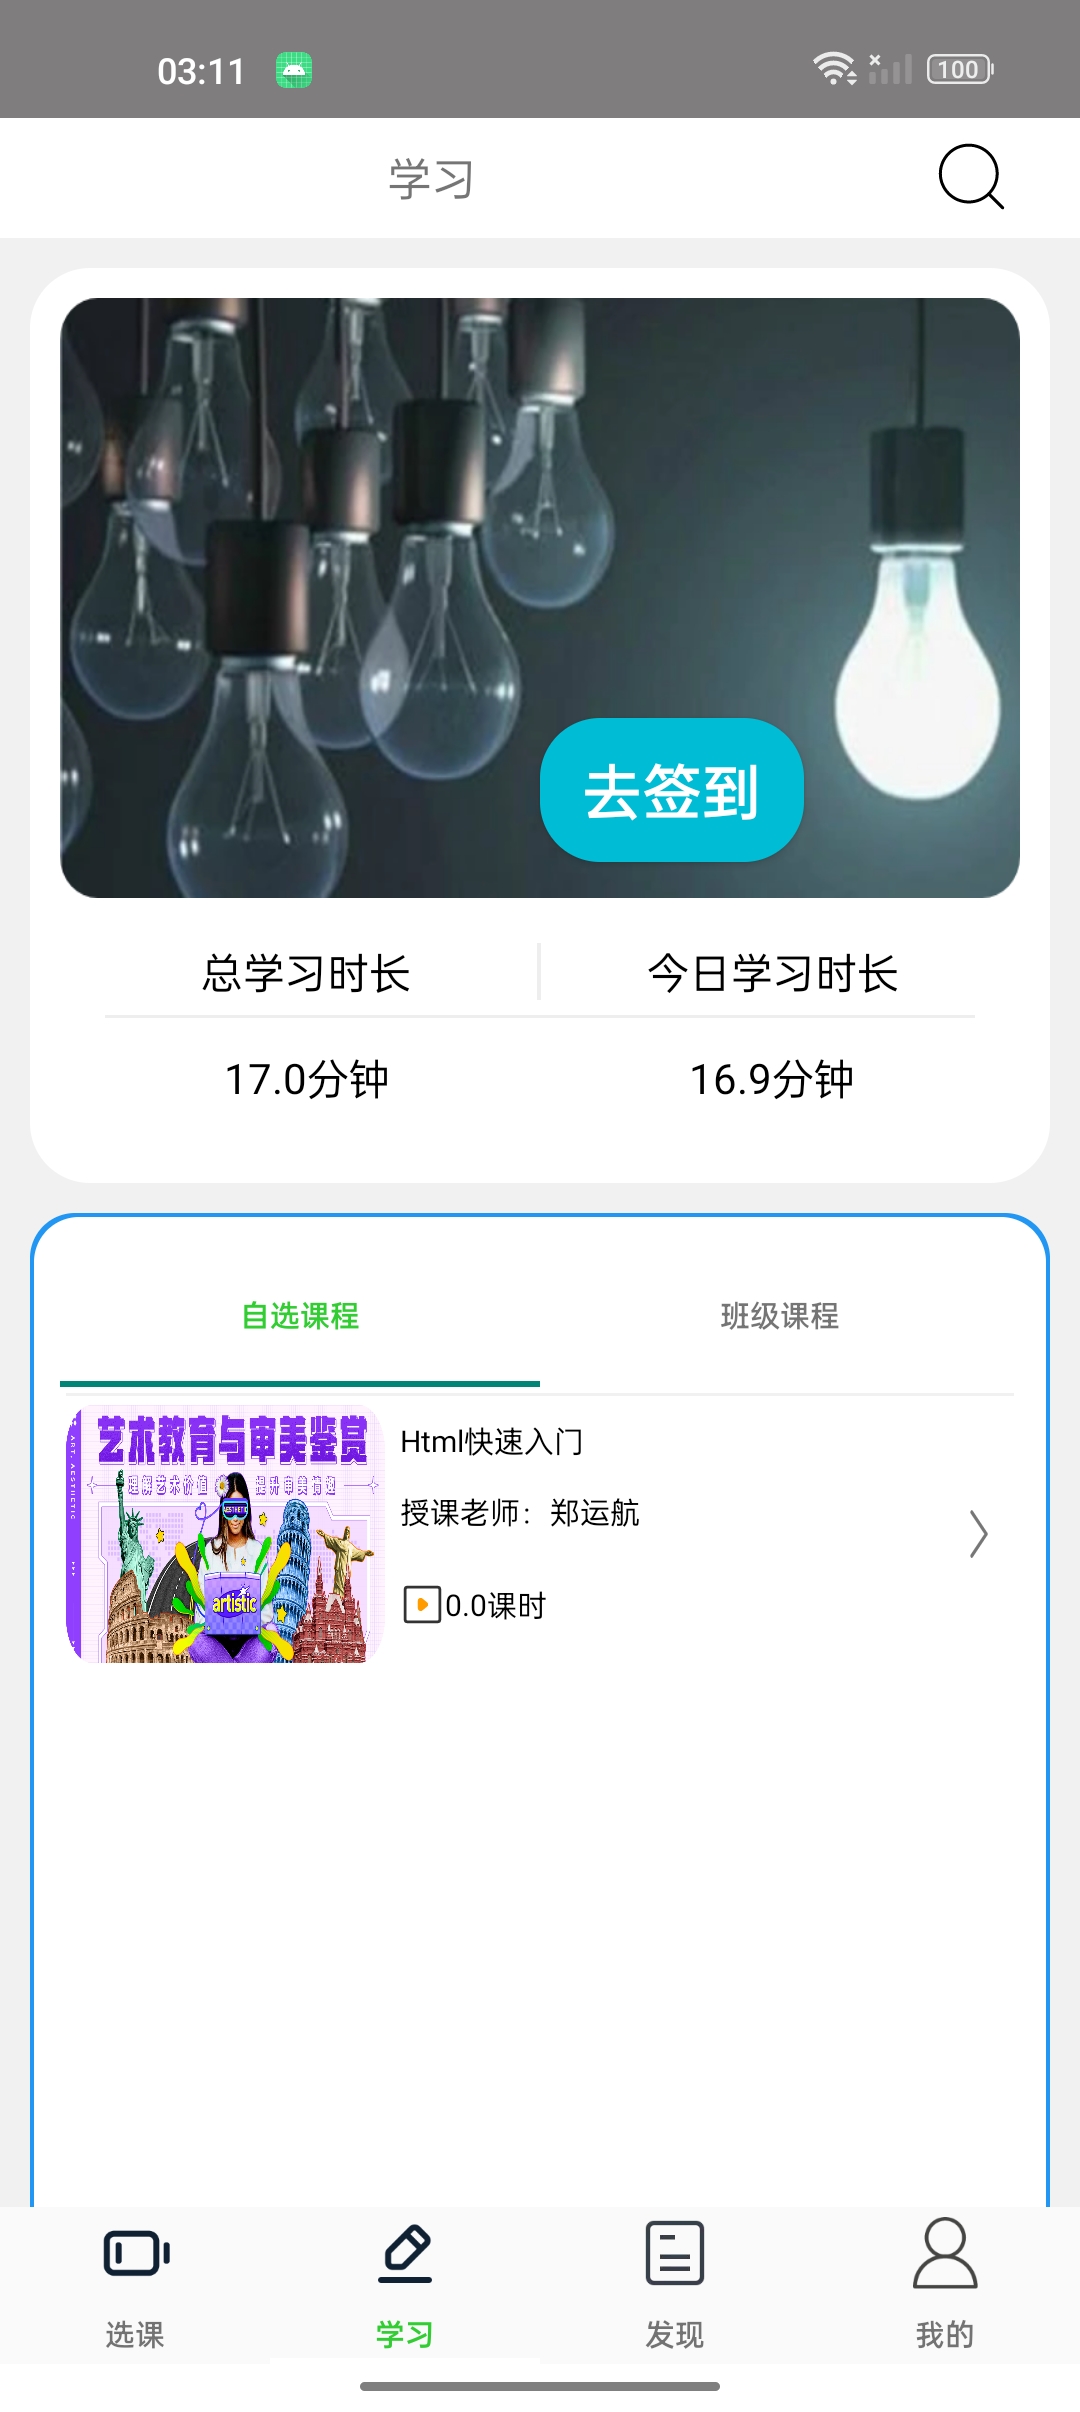 03:11
100
学习
去签到
总学习时长 今日学习时长
17.0分钟 16.9分钟
自选课程 班级课程
艺术教育与审美鉴赏
理解艺术价值 提升审美情趣
AESTHETIC
artistic
Html快速入门
授课老师：郑运航
0.0课时
选课 学习 发现 我的